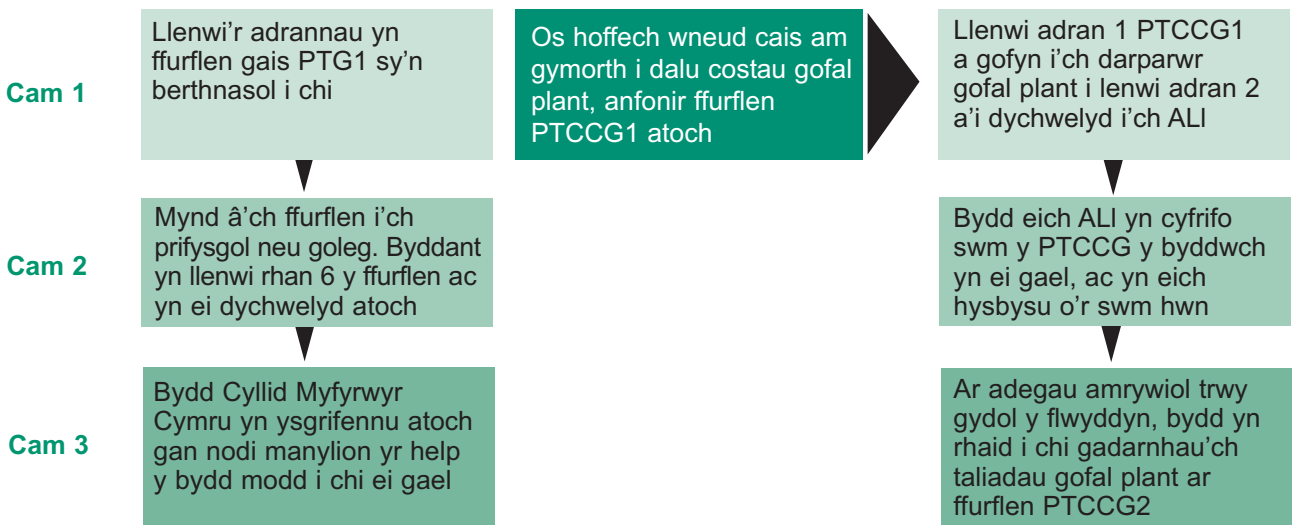 Cam 1
Llenwi'r adrannau yn
ffurflen gais PTG1 sy'n
berthnasol i chi
Os hoffech wneud cais am
gymorth i dalu costau gofal
plant, anfonir ffurflen
PTCCG1 atoch
Llenwi adran 1 PTCCG1
a gofyn i'ch darparwr
gofal plant i lenwi adran 2
a'i dychwelyd i'ch ALl
Cam 2
Mynd â'ch ffurflen i'ch
prifysgol neu goleg. Byddant
yn llenwi rhan 6 y ffurflen ac
yn ei dychwelyd atoch
Bydd eich ALl yn cyfrifo
swm y PTCCG y byddwch
yn ei gael, ac yn eich
hysbysu o'r swm hwn
Cam 3
Bydd Cyllid Myfyrwyr
Cymru yn ysgrifennu atoch
gan nodi manylion yr help
y bydd modd i chi ei gael
Ar adegau amrywiol trwy
gydol y flwyddyn, bydd yn
rhaid i chi gadarnhau'ch
taliadau gofal plant ar
ffurflen PTCCG2